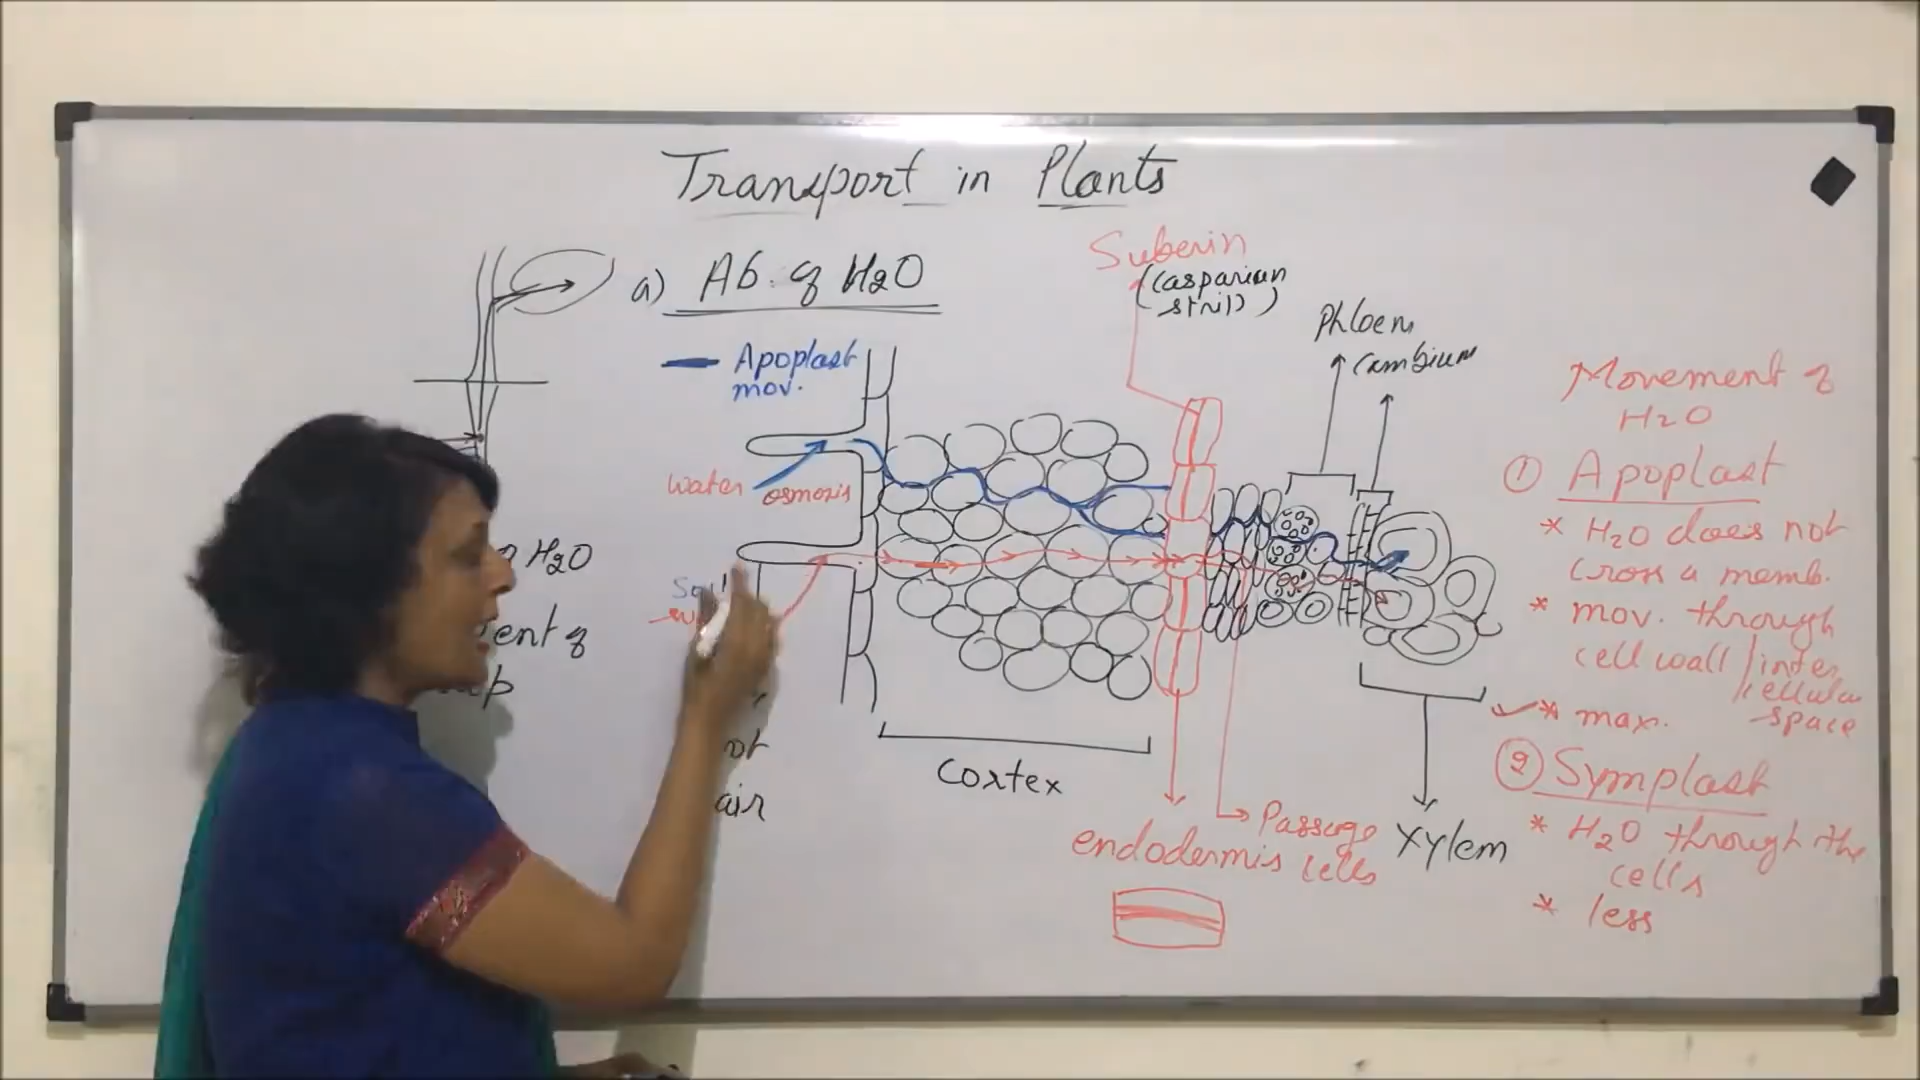 Transport in Plants
a) Ab. of H2O
Apoplast
mov.
water
osmosis
Suberin
(Casparian
strip)
Phloem
Cambium
H2O
ot
air
Cortex
endodermis
Passage
cells
Xylem
Movement of
H2O
① Apoplast
* H2O does not
cross a memb.
* mov. through
cell wall / inter
cellular
space
* max.
② Symplast
* H2O through the
cells
* less